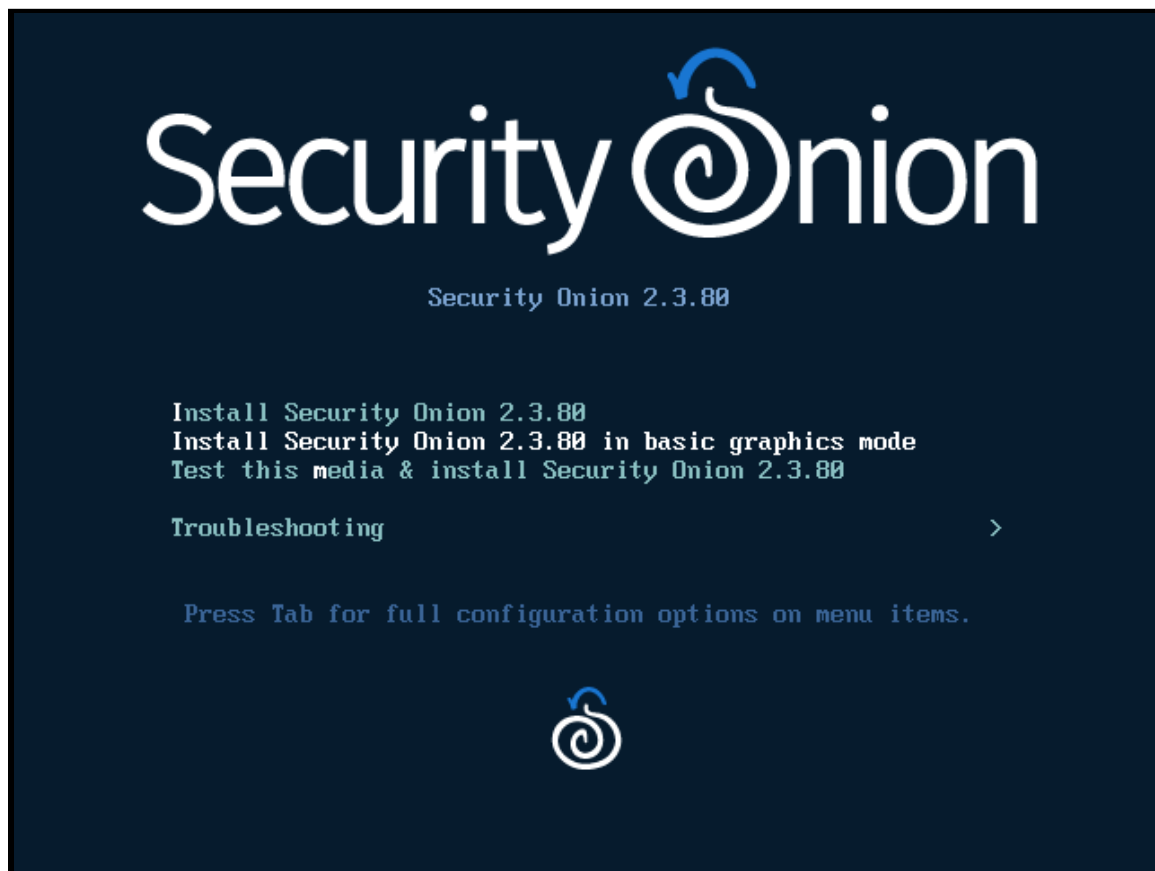 Security Onion
Security Onion 2.3.80
Install Security Onion 2.3.80
Install Security Onion 2.3.80 in basic graphics mode
Test this media & install Security Onion 2.3.80
Troubleshooting >
Press Tab for full configuration options on menu items.